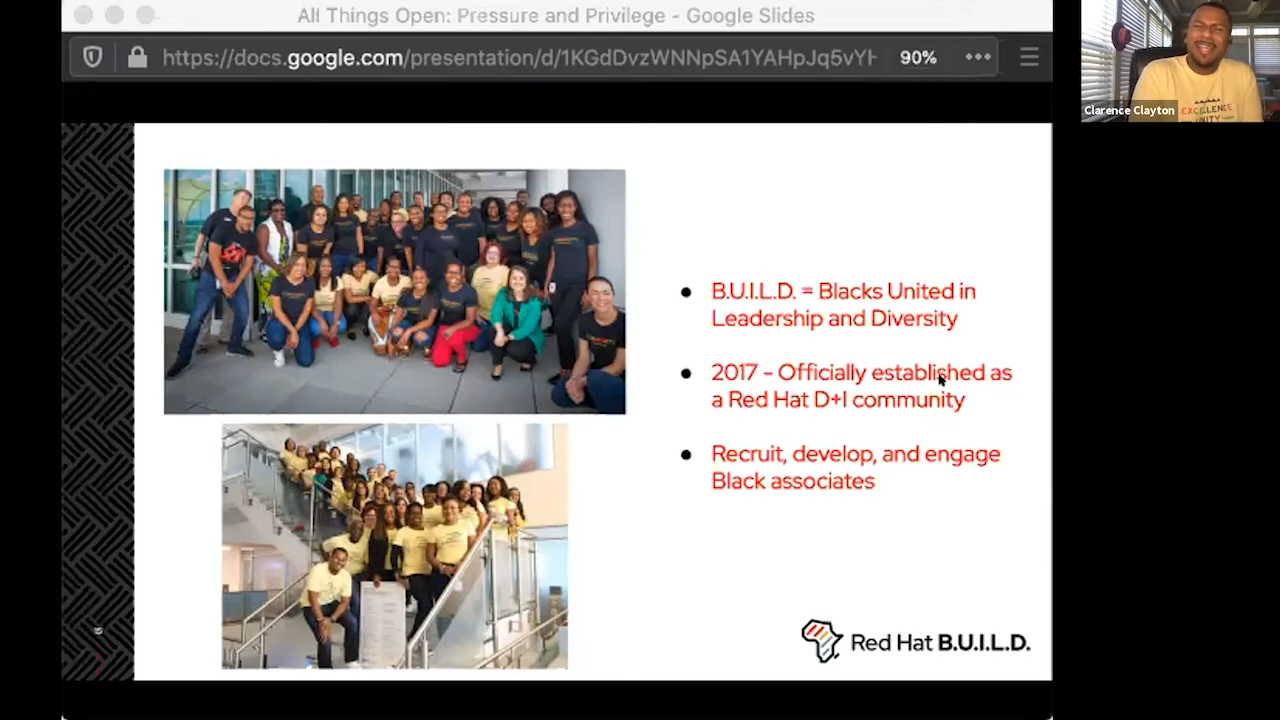 All Things Open: Pressure and Privilege - Google Slides
https://docs.google.com/presentation/d/1KGdDvzWNNpSA1YAHpJq5vYH
90%
Clarence Clayton
EXCELLENCE
UNITY
B.U.I.L.D. = Blacks United in
Leadership and Diversity
2017 - Officially established as
a Red Hat D+I community
Recruit, develop, and engage
Black associates
Red Hat B.U.I.L.D.